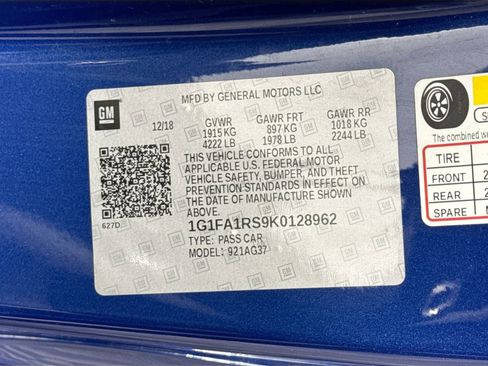 MFD BY GENERAL MOTORS LLC
GM
12/18
GVWR GAWR FRT GAWR RR
1915 KG 897 KG 1018 KG
4222 LB 1978 LB 2244 LB
THIS VEHICLE CONFORMS TO ALL
APPLICABLE U.S. FEDERAL MOTOR
VEHICLE SAFETY, BUMPER, AND THEFT
PREVENTION STANDARDS IN EFFECT ON
THE DATE OF MANUFACTURE SHOWN ABOVE.
627D
1G1FA1RS9K0128962
TYPE: PASS CAR
MODEL: 921AG37
The combined
TIRE
FRONT 2
REAR 2
SPARE